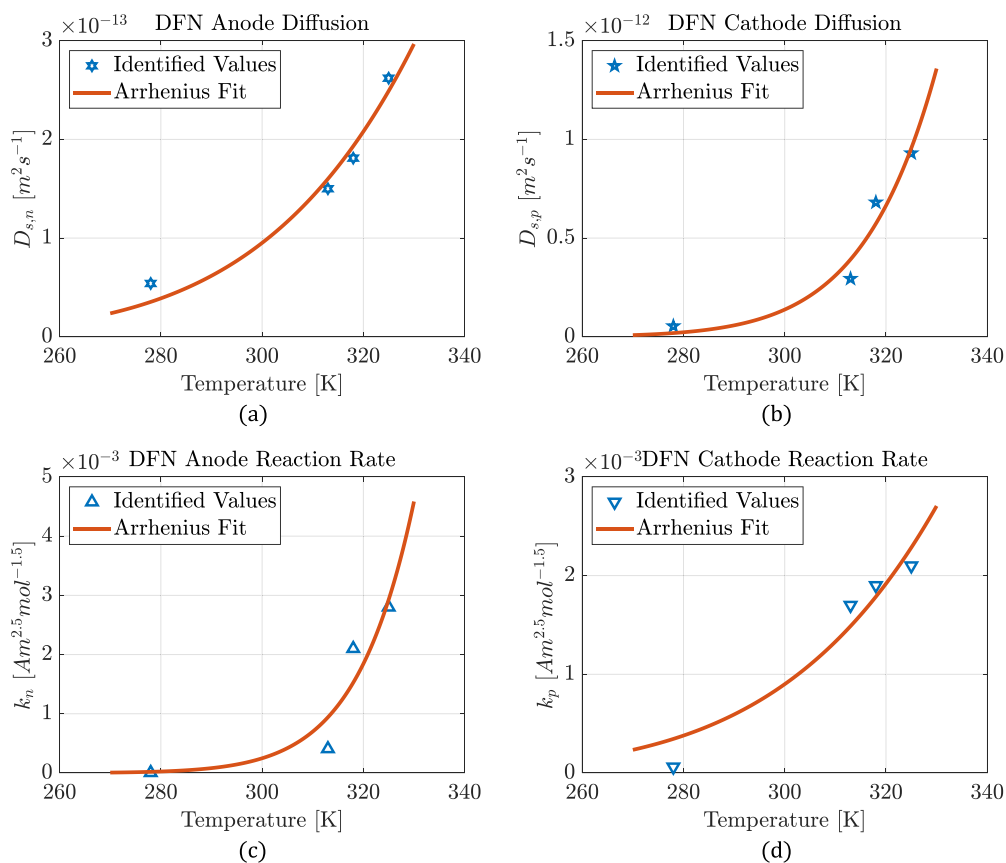 ×10⁻¹³ DFN Anode Diffusion
3
2
1
0
D_{s,n} [m²s⁻¹]
Identified Values
Arrhenius Fit
260 280 300 320 340
Temperature [K]
(a)
×10⁻¹² DFN Cathode Diffusion
1.5
1
0.5
0
D_{s,p} [m²s⁻¹]
Identified Values
Arrhenius Fit
260 280 300 320 340
Temperature [K]
(b)
×10⁻³ DFN Anode Reaction Rate
5
4
3
2
1
0
k_n [Am^{2.5}mol^{−1.5}]
Identified Values
Arrhenius Fit
260 280 300 320 340
Temperature [K]
(c)
×10⁻³DFN Cathode Reaction Rate
3
2
1
0
k_p [Am^{2.5}mol^{−1.5}]
Identified Values
Arrhenius Fit
260 280 300 320 340
Temperature [K]
(d)